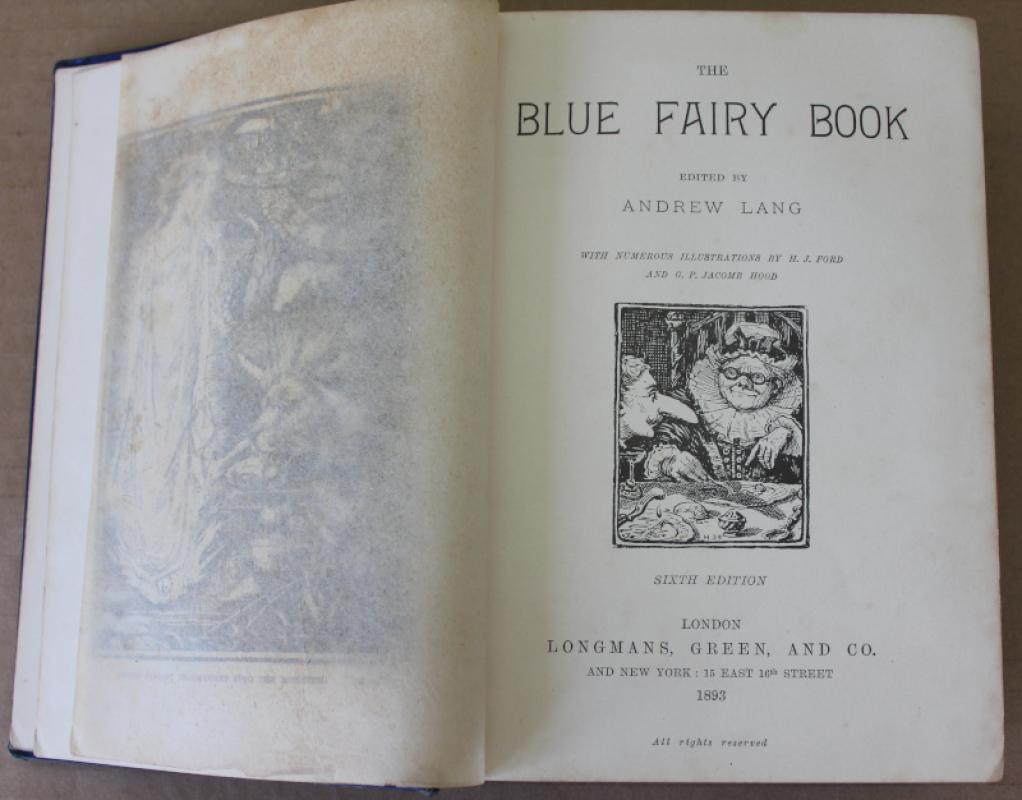 THE
BLUE FAIRY BOOK
EDITED BY
ANDREW LANG
WITH NUMEROUS ILLUSTRATIONS BY H. J. FORD
AND G. P. JACOMB HOOD
HJF
SIXTH EDITION
LONDON
LONGMANS, GREEN, AND CO.
AND NEW YORK : 15 EAST 16th STREET
1893
All rights reserved